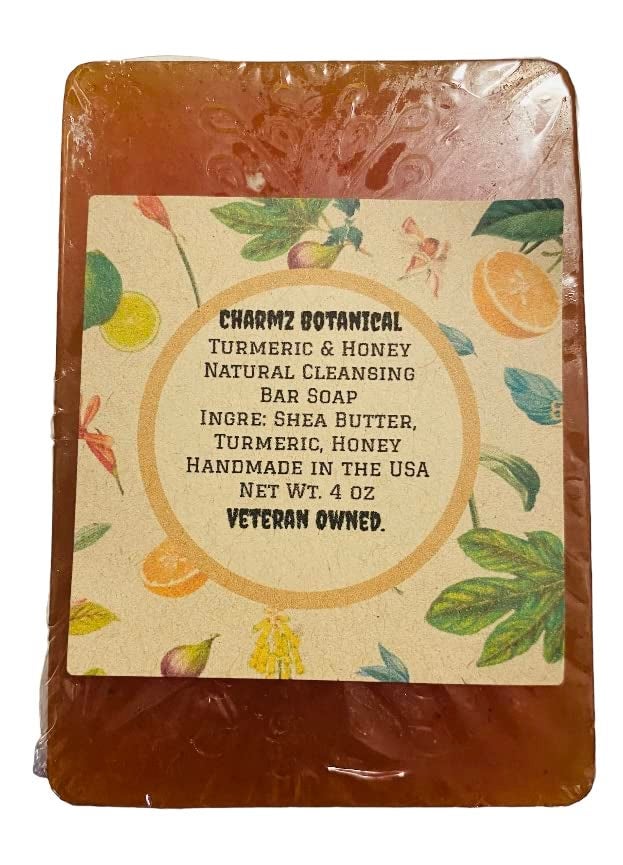 CHARMZ BOTANICAL
TURMERIC & HONEY
NATURAL CLEANSING
BAR SOAP
INGRE: SHEA BUTTER,
TURMERIC, HONEY
HANDMADE IN THE USA
NET WT. 4 OZ
VETERAN OWNED.